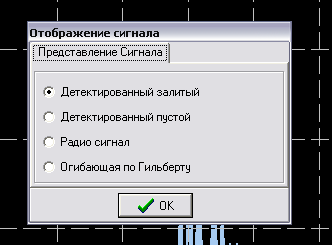 Отображение сигнала
Представление Сигнала
Детектированный залитый
Детектированный пустой
Радио сигнал
Огибающая по Гильберту
OK